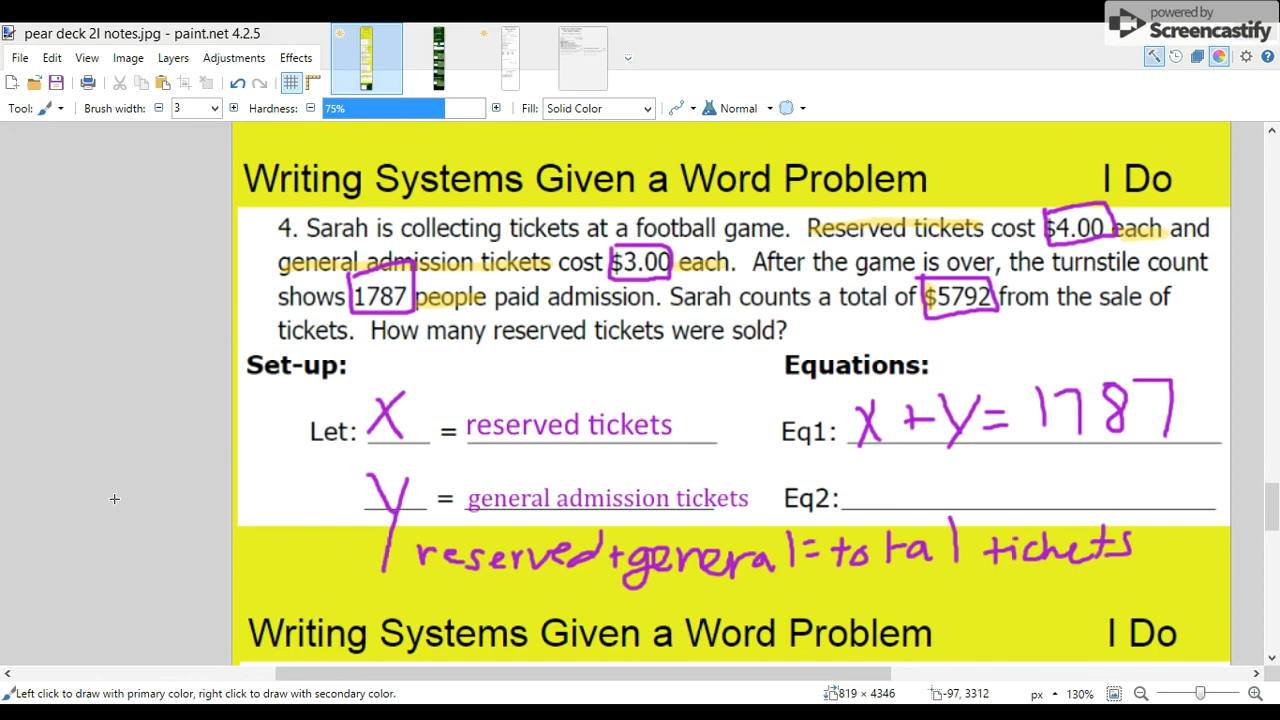 powered by
Screencastify
pear deck 2I notes.jpg - paint.net 4.2.5
File Edit View Image Layers Adjustments Effects
Tool: Brush width: 3 Hardness: 75% Fill: Solid Color Normal
Writing Systems Given a Word Problem I Do
4. Sarah is collecting tickets at a football game. Reserved tickets cost $4.00 each and
general admission tickets cost $3.00 each. After the game is over, the turnstile count
shows 1787 people paid admission. Sarah counts a total of $5792 from the sale of
tickets. How many reserved tickets were sold?
Set-up: Equations:
Let: X = reserved tickets Eq1: x + y = 1787
y = general admission tickets Eq2:
reserved + general = total tickets
Writing Systems Given a Word Problem I Do
Left click to draw with primary color, right click to draw with secondary color. 819 × 4346 -97, 3312 px 130%